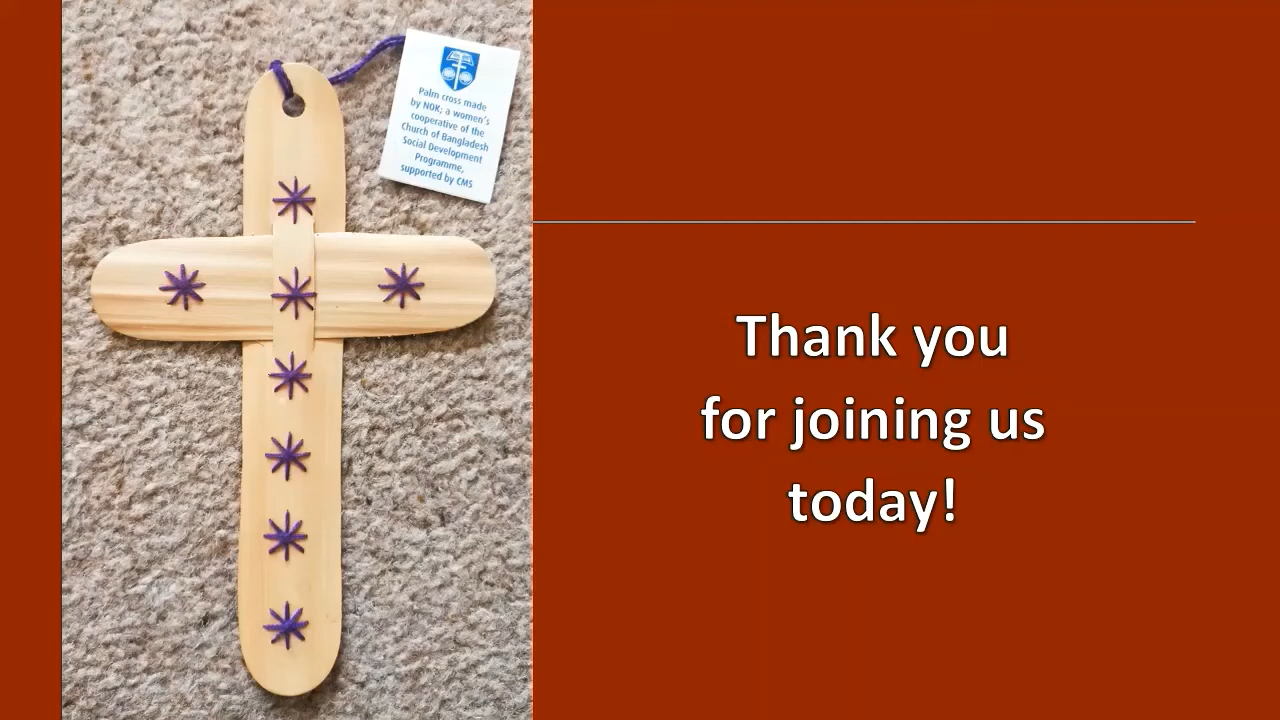 Palm cross made
by NOK; a women's
cooperative of the
Church of Bangladesh
Social Development
Programme,
supported by CMS
Thank you
for joining us
today!